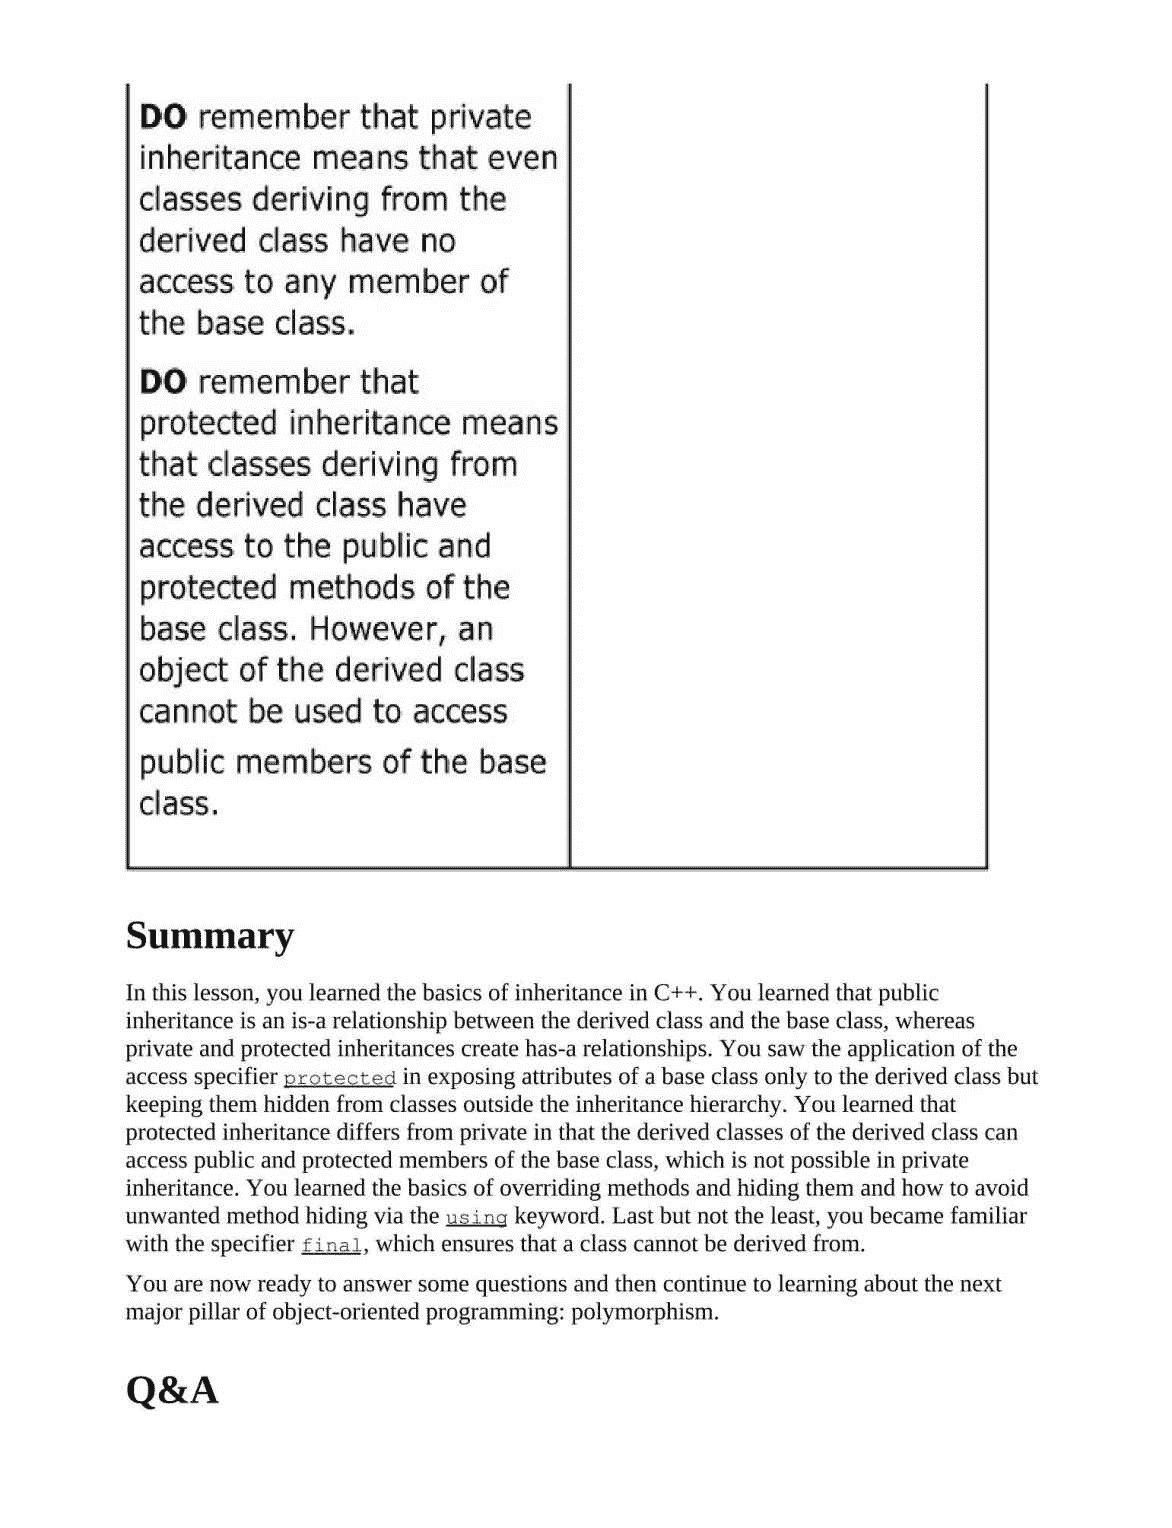 DO remember that private
inheritance means that even
classes deriving from the
derived class have no
access to any member of
the base class.
DO remember that
protected inheritance means
that classes deriving from
the derived class have
access to the public and
protected methods of the
base class. However, an
object of the derived class
cannot be used to access
public members of the base
class.
Summary
In this lesson, you learned the basics of inheritance in C++. You learned that public
inheritance is an is-a relationship between the derived class and the base class, whereas
private and protected inheritances create has-a relationships. You saw the application of the
access specifier protected in exposing attributes of a base class only to the derived class but
keeping them hidden from classes outside the inheritance hierarchy. You learned that
protected inheritance differs from private in that the derived classes of the derived class can
access public and protected members of the base class, which is not possible in private
inheritance. You learned the basics of overriding methods and hiding them and how to avoid
unwanted method hiding via the using keyword. Last but not the least, you became familiar
with the specifier final, which ensures that a class cannot be derived from.
You are now ready to answer some questions and then continue to learning about the next
major pillar of object-oriented programming: polymorphism.
Q&A